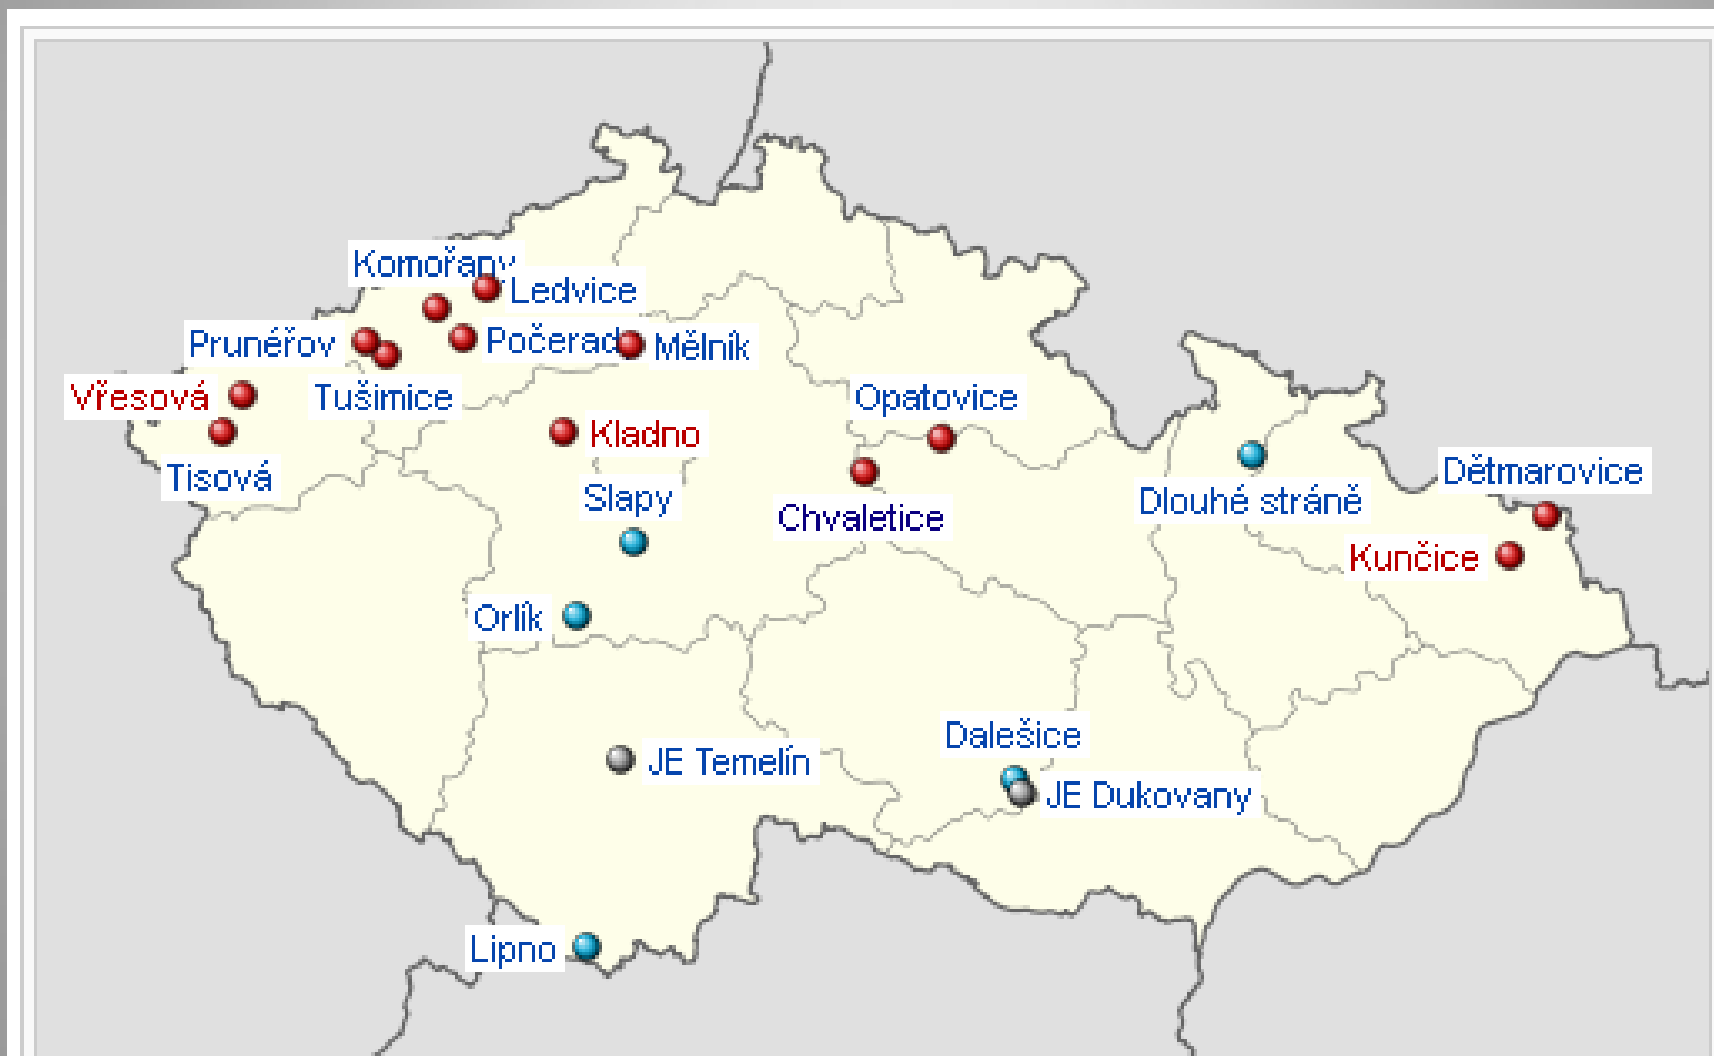 Komořany
Ledvice
Prunéřov
Počerad
Mělník
Vřesová
Tušimice
Opatovice
Kladno
Tisová
Slapy
Chvaletice
Dlouhé stráně
Dětmarovice
Kunčice
Orlík
JE Temelín
Dalešice
JE Dukovany
Lipno